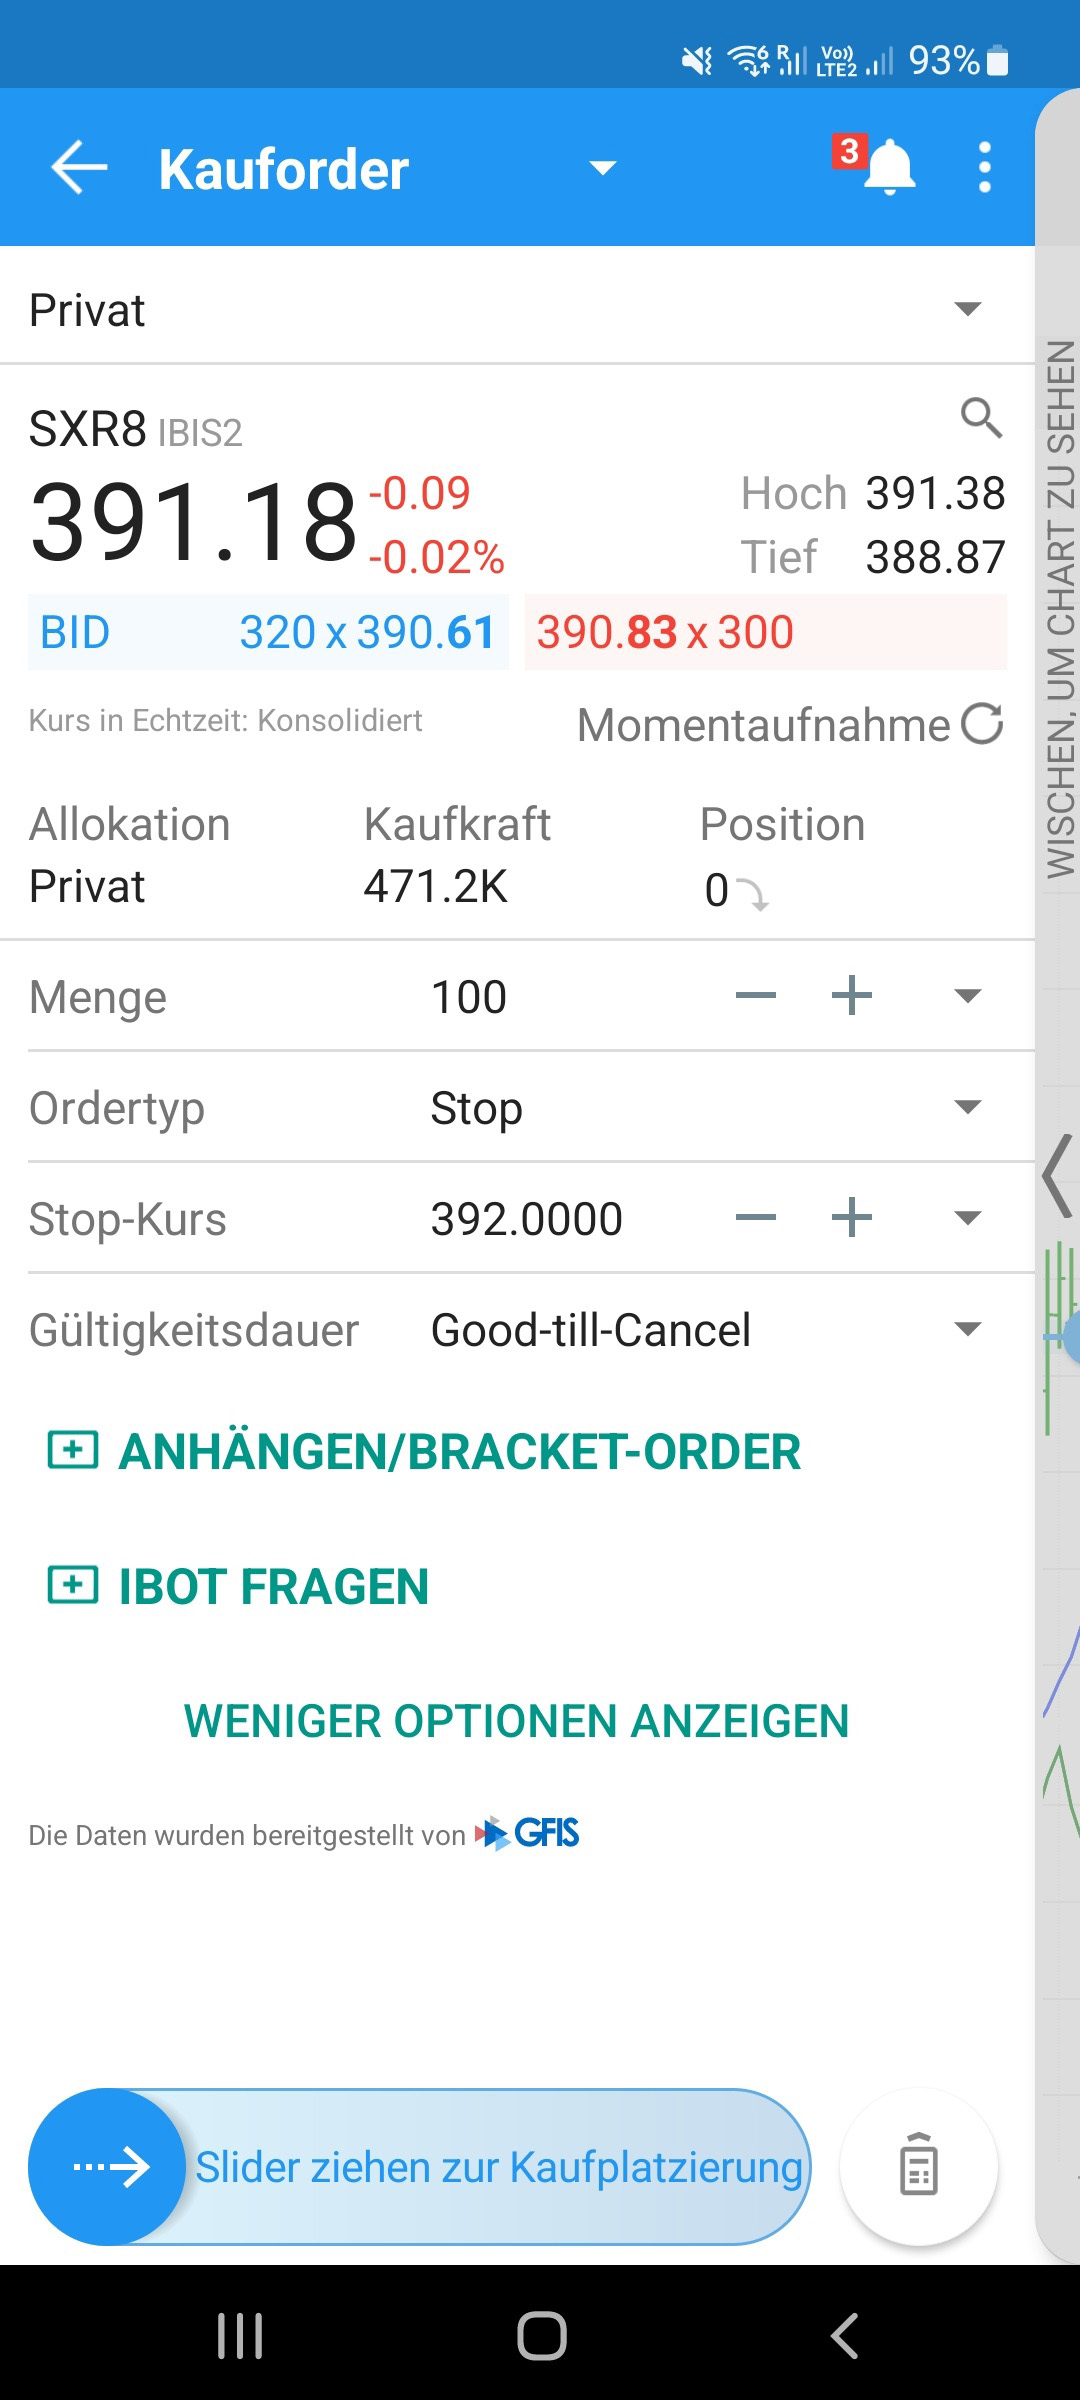 Vo)) LTE2 93%
Kauforder 3
Privat
SXR8 IBIS2
391.18 -0.09 -0.02%
Hoch 391.38
Tief 388.87
BID 320 x 390.61 390.83 x 300
Kurs in Echtzeit: Konsolidiert Momentaufnahme
Allokation Kaufkraft Position
Privat 471.2K 0
Menge 100
Ordertyp Stop
Stop-Kurs 392.0000
Gültigkeitsdauer Good-till-Cancel
ANHÄNGEN/BRACKET-ORDER
IBOT FRAGEN
WENIGER OPTIONEN ANZEIGEN
Die Daten wurden bereitgestellt von GFIS
Slider ziehen zur Kaufplatzierung
WISCHEN, UM CHART ZU SEHEN